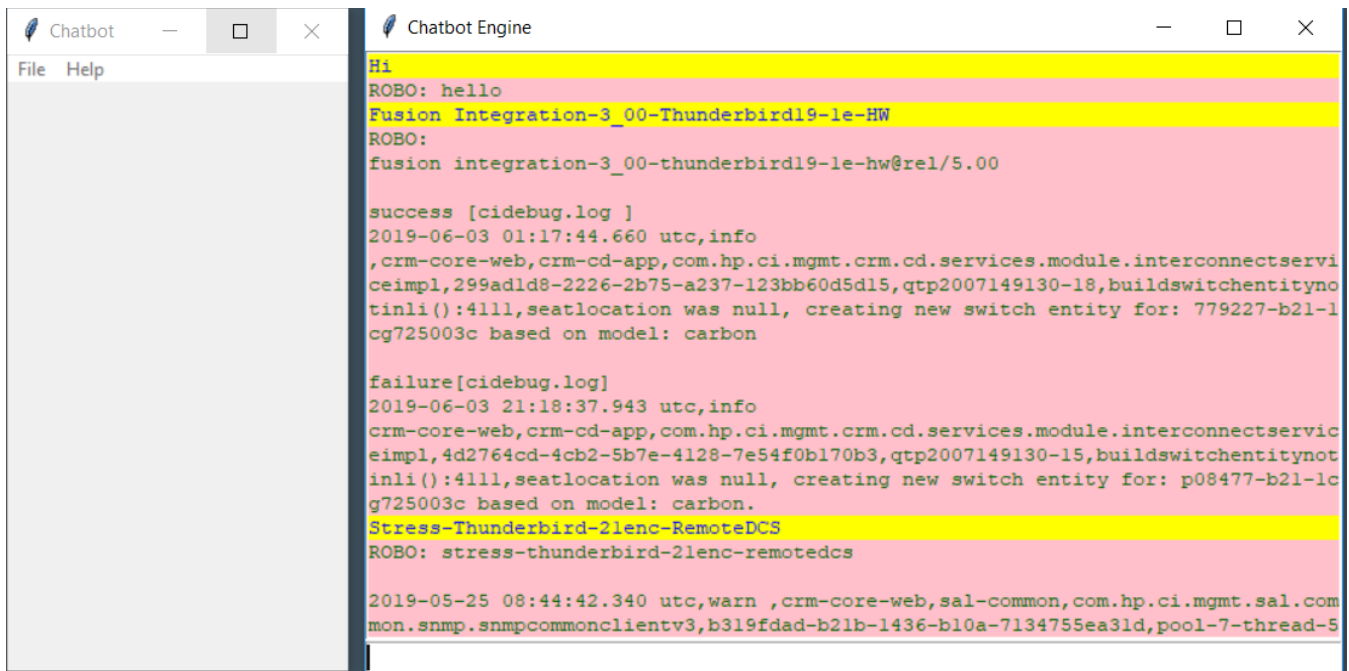 Chatbot
File Help
Chatbot Engine
Hi
ROBO: hello
Fusion Integration-3_00-Thunderbird19-1e-HW
ROBO:
fusion integration-3_00-thunderbird19-1e-hw@rel/5.00
success [cidebug.log ]
2019-06-03 01:17:44.660 utc,info
,crm-core-web,crm-cd-app,com.hp.ci.mgmt.crm.cd.services.module.interconnectservi
ceimpl,299ad1d8-2226-2b75-a237-123bb60d5d15,qtp2007149130-18,buildswitchentityno
tinli():4111,seatlocation was null, creating new switch entity for: 779227-b21-1
cg725003c based on model: carbon
failure[cidebug.log]
2019-06-03 21:18:37.943 utc,info
crm-core-web,crm-cd-app,com.hp.ci.mgmt.crm.cd.services.module.interconnectservic
eimpl,4d2764cd-4cb2-5b7e-4128-7e54f0b170b3,qtp2007149130-15,buildswitchentitynot
inli():4111,seatlocation was null, creating new switch entity for: p08477-b21-1c
g725003c based on model: carbon.
Stress-Thunderbird-21enc-RemoteDCS
ROBO: stress-thunderbird-21enc-remotedcs
2019-05-25 08:44:42.340 utc,warn ,crm-core-web,sal-common,com.hp.ci.mgmt.sal.com
mon.snmp.snmpcommonclientv3,b319fdad-b21b-1436-b10a-7134755ea31d,pool-7-thread-5